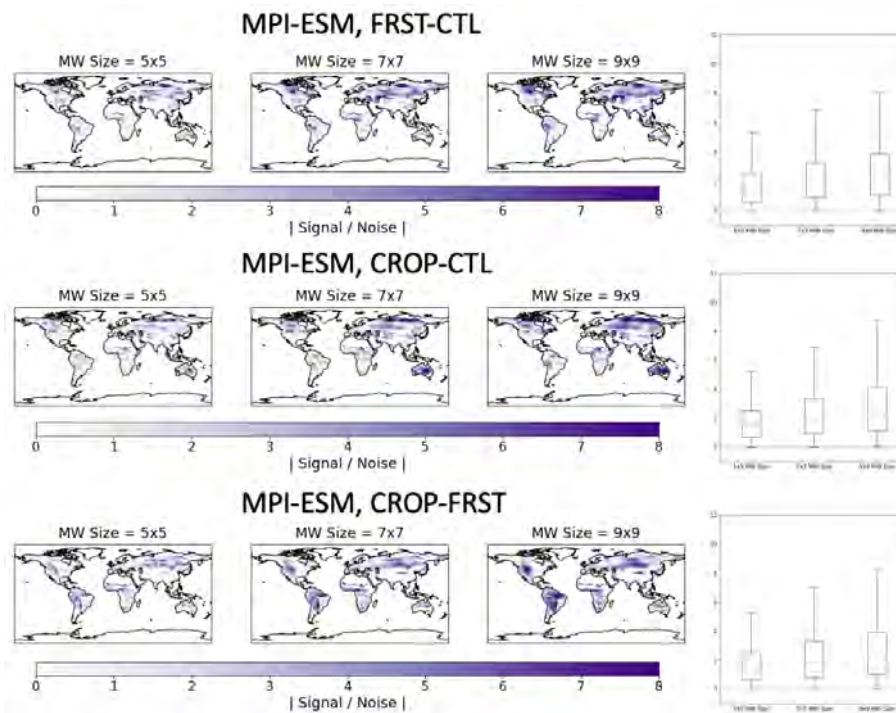 MPI-ESM, FRST-CTL
MW Size = 5x5
MW Size = 7x7
MW Size = 9x9
0 1 2 3 4 5 6 7 8
| Signal / Noise |
MPI-ESM, CROP-CTL
MW Size = 5x5
MW Size = 7x7
MW Size = 9x9
0 1 2 3 4 5 6 7 8
| Signal / Noise |
MPI-ESM, CROP-FRST
MW Size = 5x5
MW Size = 7x7
MW Size = 9x9
0 1 2 3 4 5 6 7 8
| Signal / Noise |